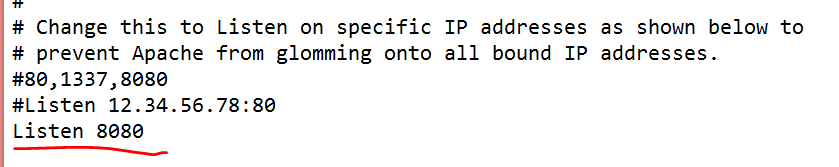 #
# Change this to Listen on specific IP addresses as shown below to
# prevent Apache from glomming onto all bound IP addresses.
#80,1337,8080
#Listen 12.34.56.78:80
Listen 8080